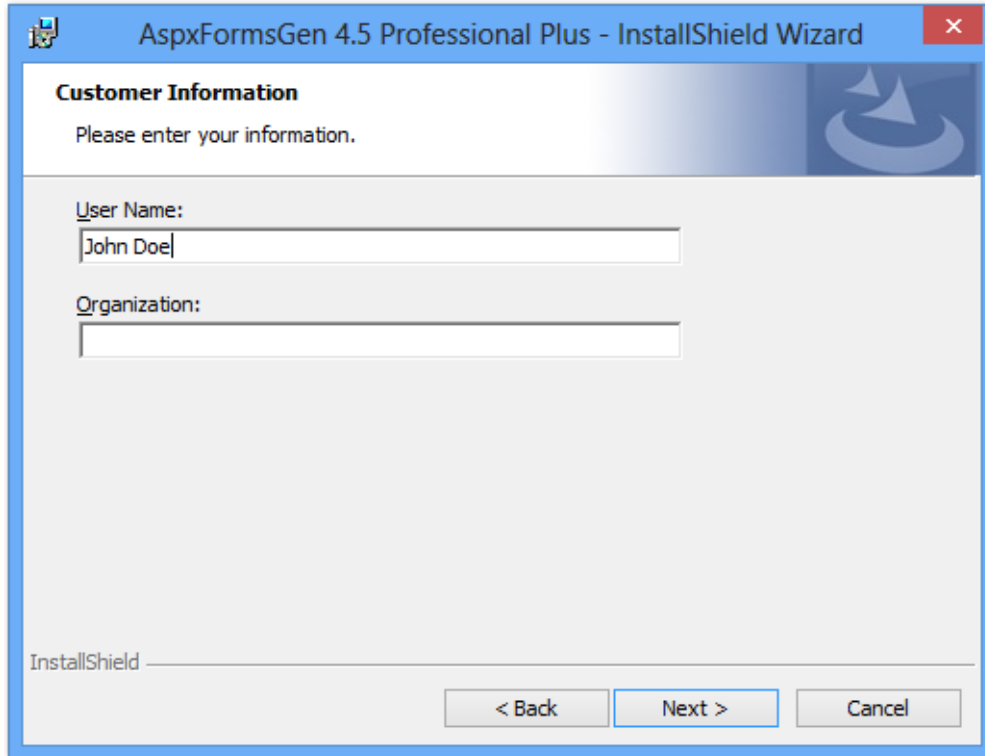 AspxFormsGen 4.5 Professional Plus - InstallShield Wizard
Customer Information
Please enter your information.
User Name:
John Doe
Organization:
InstallShield
< Back Next > Cancel